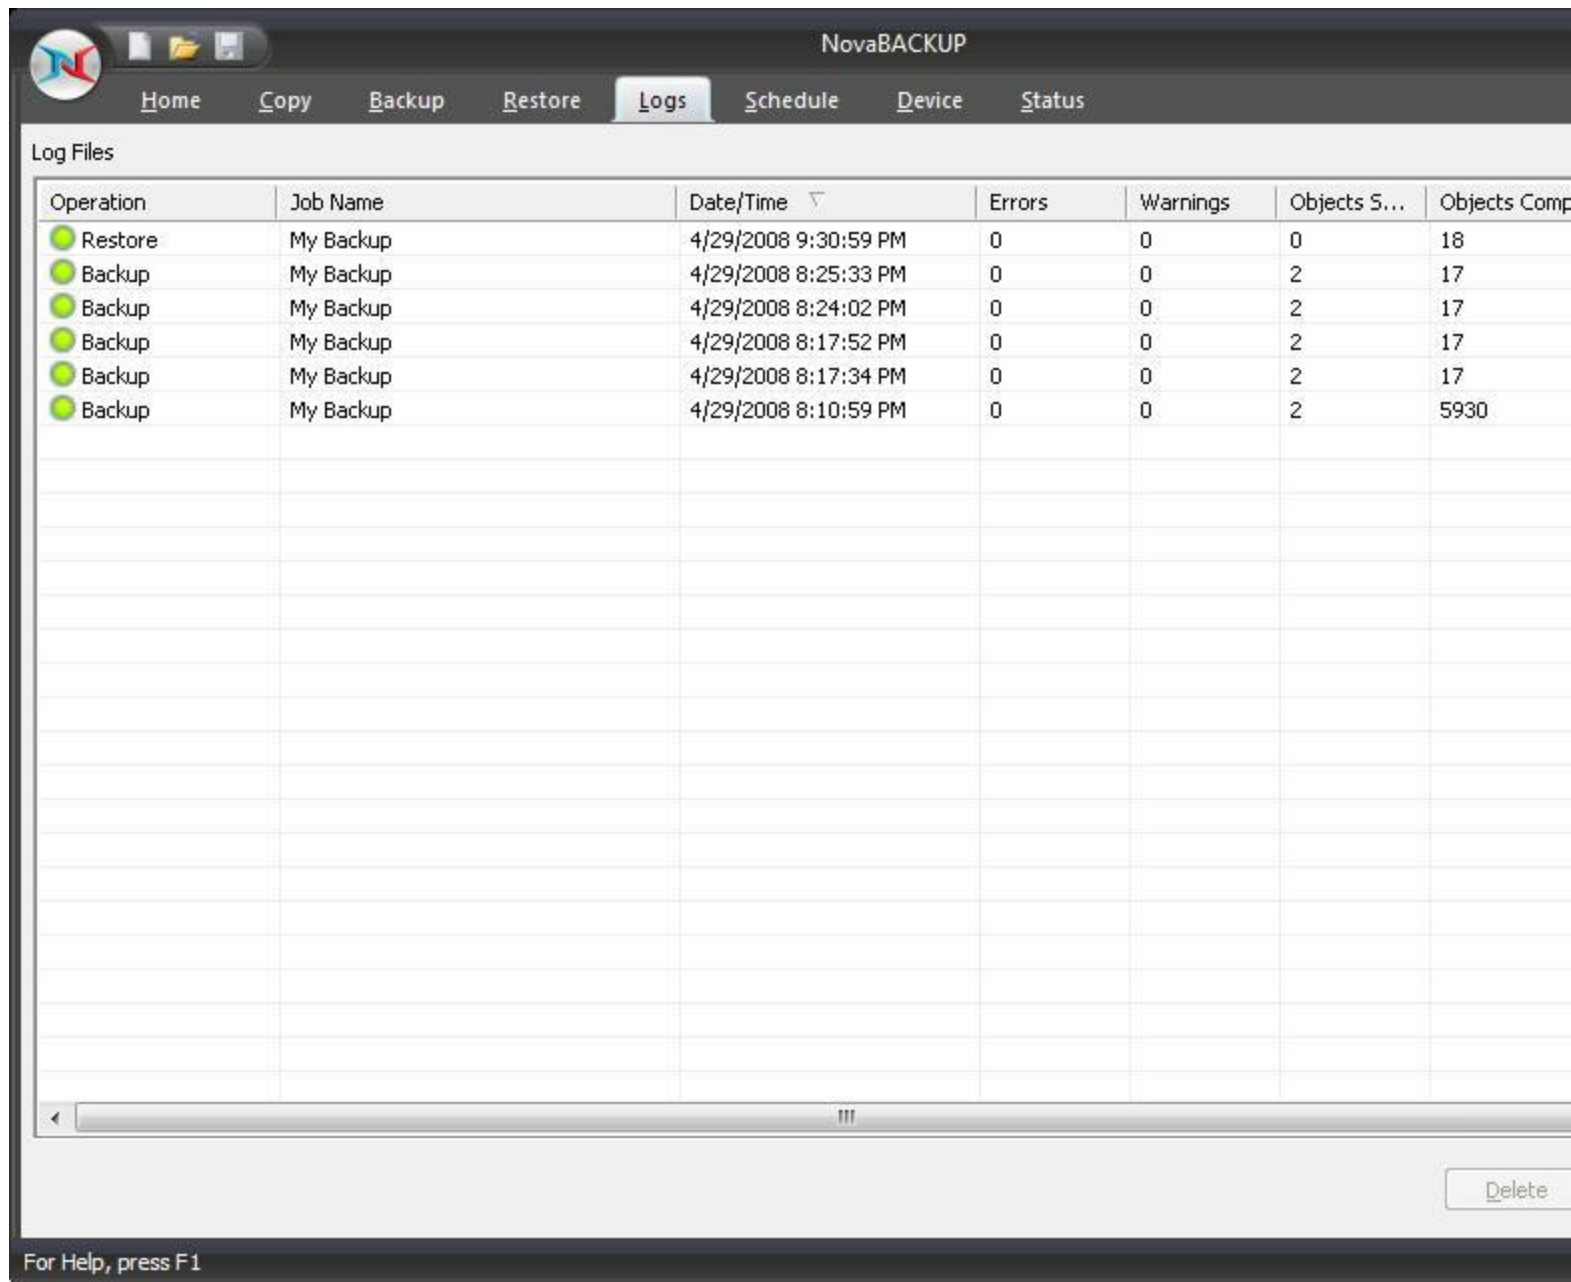 NovaBACKUP
Home Copy Backup Restore Logs Schedule Device Status
Log Files
Operation Job Name Date/Time Errors Warnings Objects S... Objects Comp
Restore My Backup 4/29/2008 9:30:59 PM 0 0 0 18
Backup My Backup 4/29/2008 8:25:33 PM 0 0 2 17
Backup My Backup 4/29/2008 8:24:02 PM 0 0 2 17
Backup My Backup 4/29/2008 8:17:52 PM 0 0 2 17
Backup My Backup 4/29/2008 8:17:34 PM 0 0 2 17
Backup My Backup 4/29/2008 8:10:59 PM 0 0 2 5930
Delete
For Help, press F1